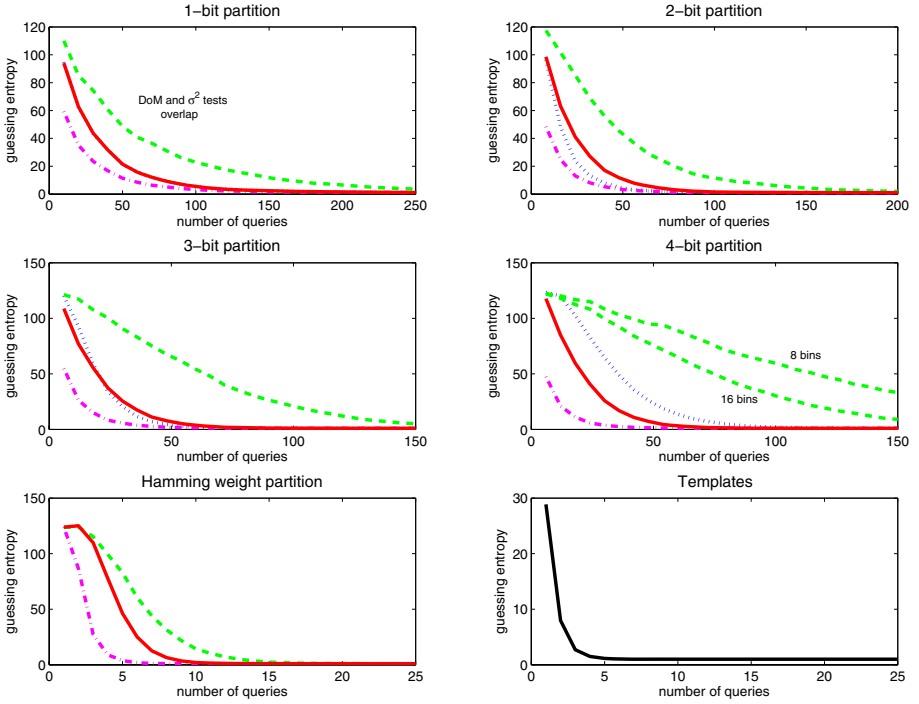 1−bit partition
120
100
80
60
40
20
0
guessing entropy
DoM and σ² tests
overlap
0 50 100 150 200 250
number of queries
2−bit partition
120
100
80
60
40
20
0
guessing entropy
0 50 100 150 200
number of queries
3−bit partition
150
100
50
0
guessing entropy
0 50 100 150
number of queries
4−bit partition
150
100
50
0
guessing entropy
8 bins
16 bins
0 50 100 150
number of queries
Hamming weight partition
150
100
50
0
guessing entropy
0 5 10 15 20 25
number of queries
Templates
30
20
10
0
guessing entropy
0 5 10 15 20 25
number of queries